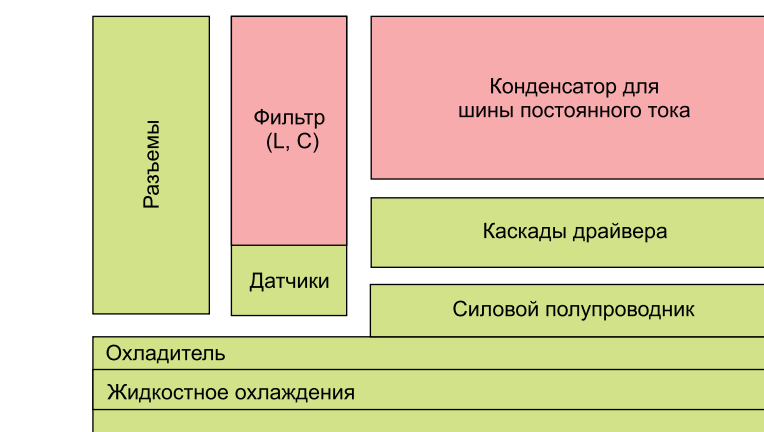 Разъемы
Фильтр
(L, C)
Датчики
Конденсатор для
шины постоянного тока
Каскады драйвера
Силовой полупроводник
Охладитель
Жидкостное охлаждения